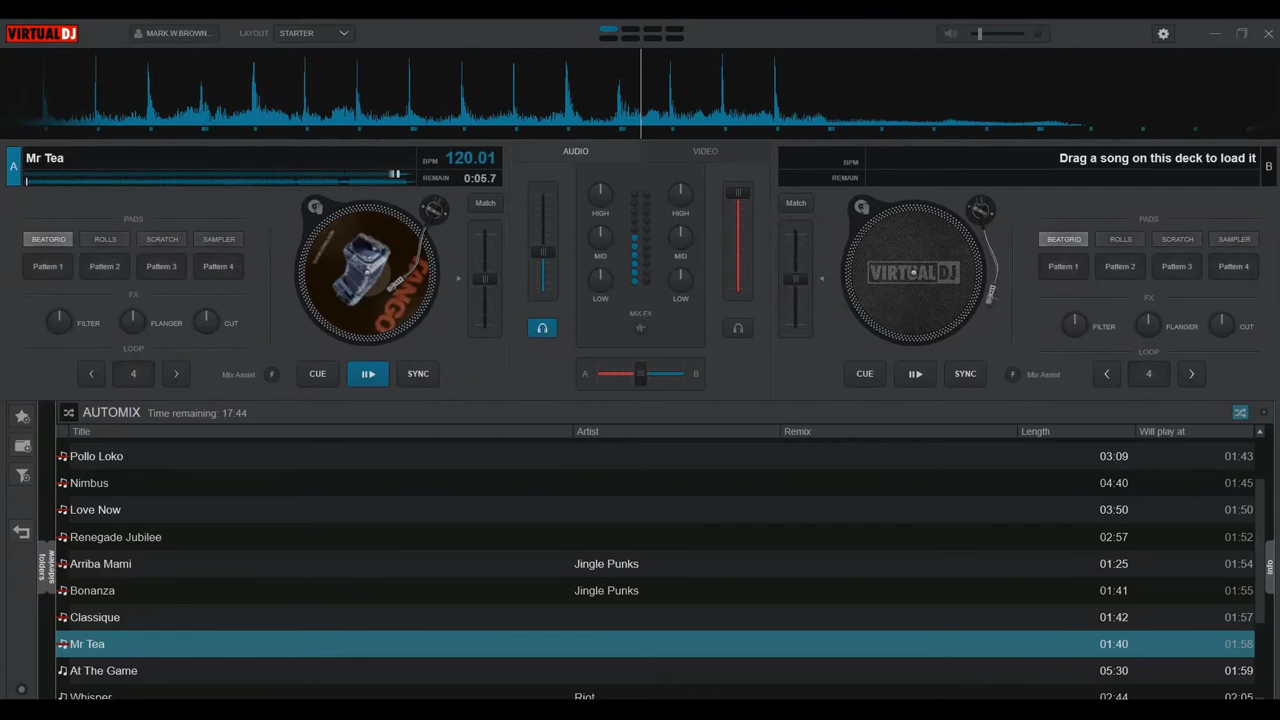 VIRTUAL DJ MARK.W.BROWN... LAYOUT STARTER
A Mr Tea BPM 120.01
REMAIN 0:05.7
AUDIO VIDEO
BPM Drag a song on this deck to load it B
REMAIN
PADS
BEATGRID ROLLS SCRATCH SAMPLER
Pattern 1 Pattern 2 Pattern 3 Pattern 4
FX
FILTER FLANGER CUT
LOOP
4 Mix Assist
Match
CUE SYNC
TANGO
HIGH HIGH
MID MID
LOW LOW
MIX FX
A B
Match
VIRTUAL DJ
CUE SYNC
PADS
BEATGRID ROLLS SCRATCH SAMPLER
Pattern 1 Pattern 2 Pattern 3 Pattern 4
FX
FILTER FLANGER CUT
LOOP
Mix Assist 4
AUTOMIX Time remaining: 17:44
Title Artist Remix Length Will play at
Pollo Loko 03:09 01:43
Nimbus 04:40 01:45
Love Now 03:50 01:50
Renegade Jubilee 02:57 01:52
Arriba Mami Jingle Punks 01:25 01:54
Bonanza Jingle Punks 01:41 01:55
Classique 01:42 01:57
Mr Tea 01:40 01:58
At The Game 05:30 01:59
Whisper Riot 02:44 02:05
folders
sideview
info